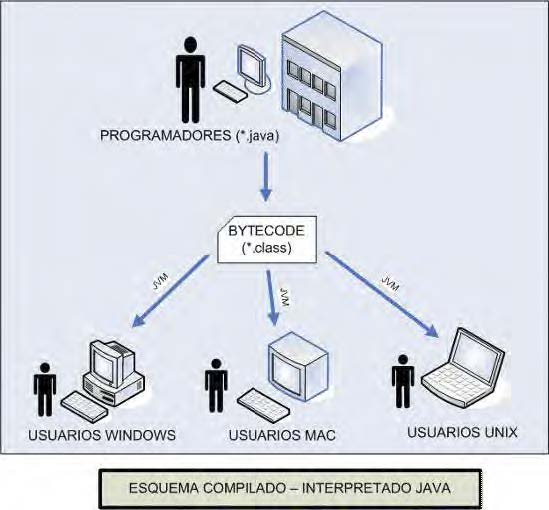 PROGRAMADORES (*.java)
BYTECODE
(*.class)
JVM
JVM
JVM
USUARIOS WINDOWS
USUARIOS MAC
USUARIOS UNIX
ESQUEMA COMPILADO – INTERPRETADO JAVA